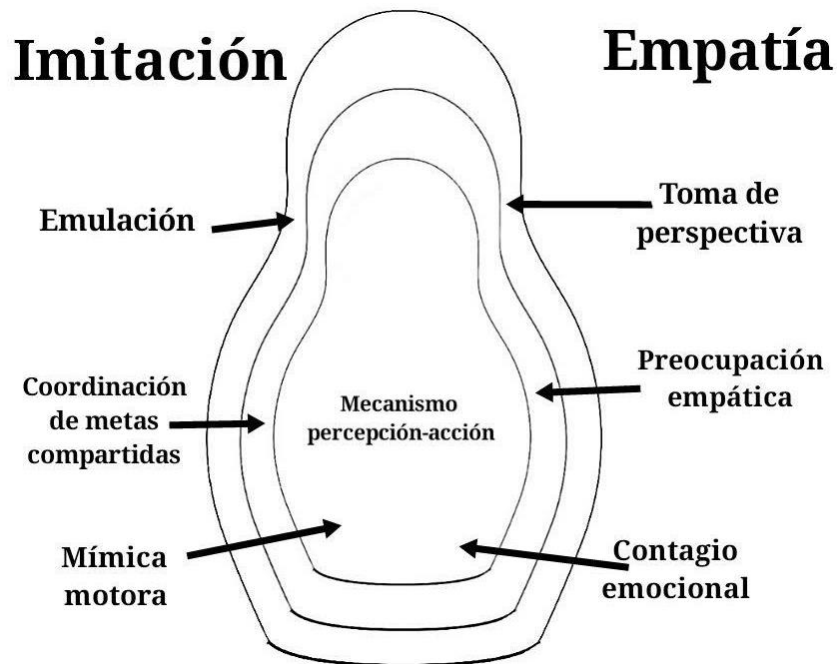 Imitación
Empatía
Emulación
Toma de
perspectiva
Coordinación
de metas
compartidas
Mecanismo
percepción-acción
Preocupación
empática
Mímica
motora
Contagio
emocional